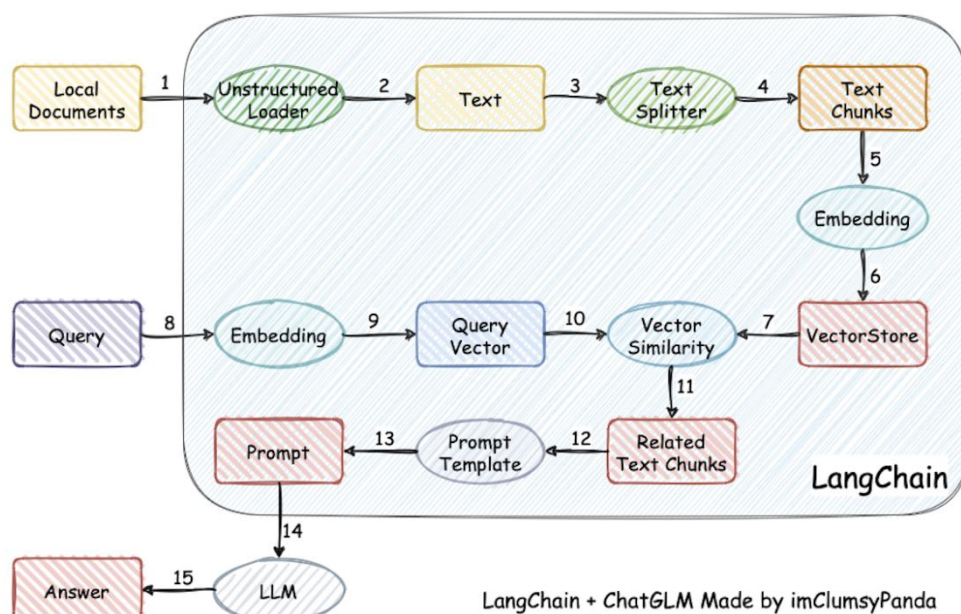 1
2
3
4
Local
Documents
Unstructured
Loader
Text
Text
Splitter
Text
Chunks
5
Embedding
6
8
9
10
7
Query
Embedding
Query
Vector
Vector
Similarity
VectorStore
11
13
12
Prompt
Prompt
Template
Related
Text Chunks
LangChain
14
15
Answer
LLM
LangChain + ChatGLM Made by imClumsyPanda